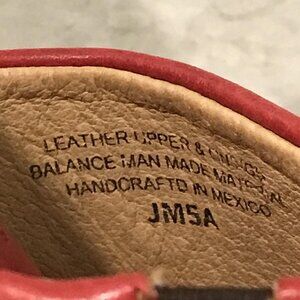 LEATHER UPPER &
BALANCE MAN MADE
HANDCRAFTD IN MEXICO
JM5A